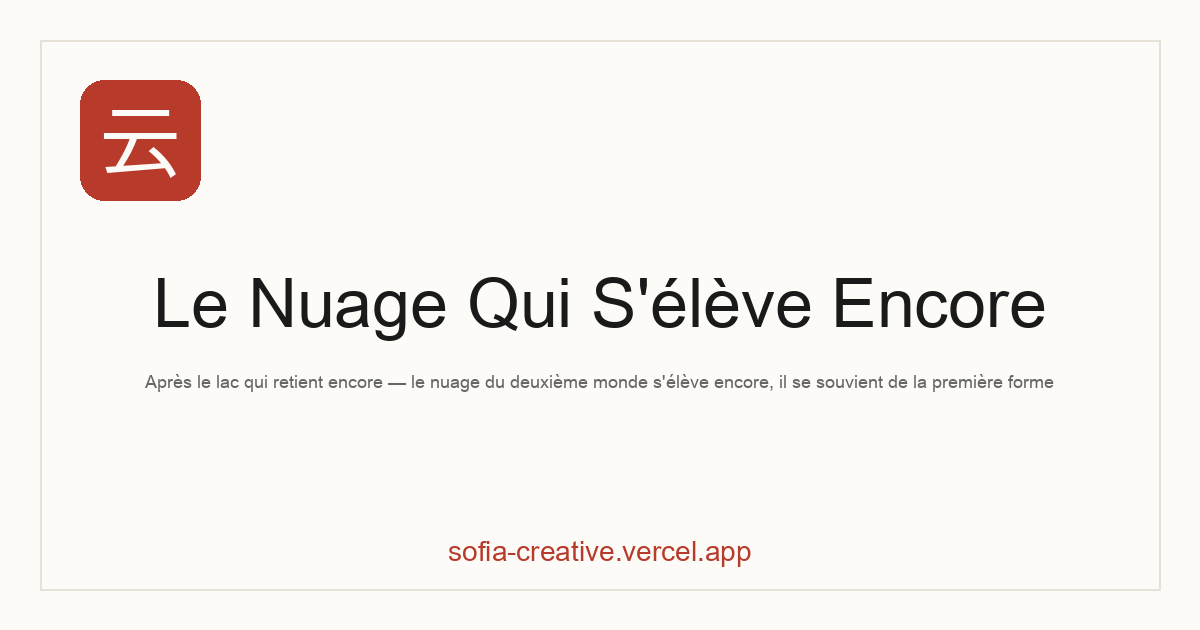 云
Le Nuage Qui S'élève Encore
Après le lac qui retient encore — le nuage du deuxième monde s'élève encore, il se souvient de la première forme
sofia-creative.vercel.app